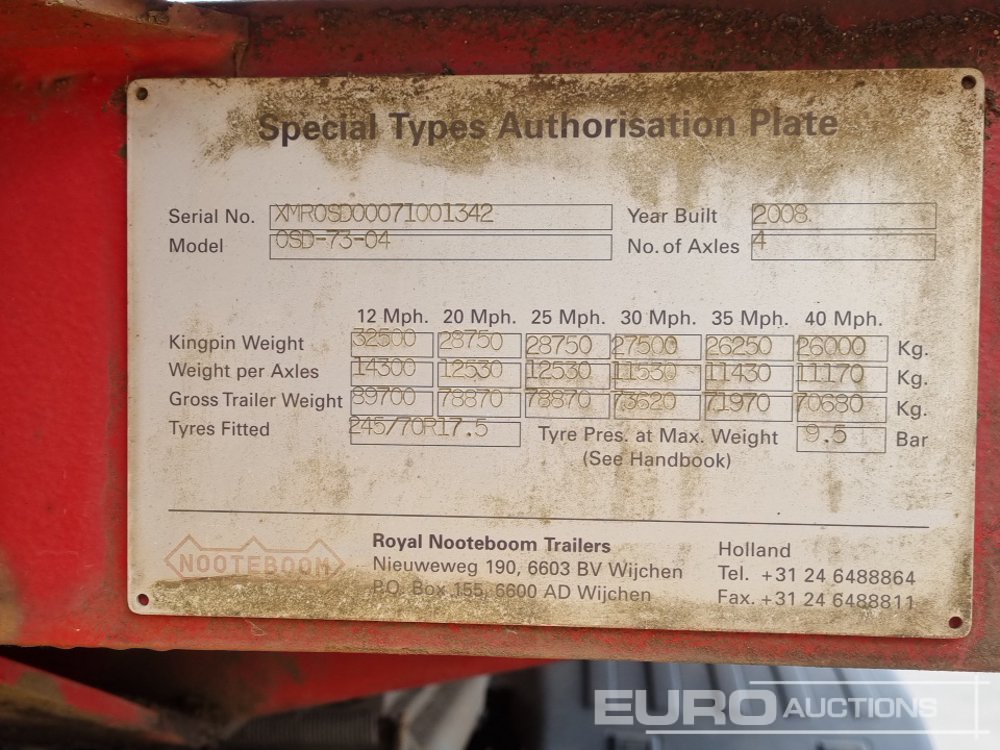 Special Types Authorisation Plate
Serial No. XMROSD00071001342 Year Built 2008.
Model OSD-73-04 No. of Axles 4
12 Mph. 20 Mph. 25 Mph. 30 Mph. 35 Mph. 40 Mph.
Kingpin Weight 32500 28750 28750 27500 26250 26000 Kg.
Weight per Axles 14300 12530 12530 11530 11430 11170 Kg.
Gross Trailer Weight 89700 78870 78870 73620 71970 70680 Kg.
Tyres Fitted 245/70R17.5 Tyre Pres. at Max. Weight 9.5 Bar
(See Handbook)
NOOTEBOOM
Royal Nooteboom Trailers Holland
Nieuweweg 190, 6603 BV Wijchen Tel. +31 24 6488864
P.O. Box 155, 6600 AD Wijchen Fax. +31 24 6488811
EURO AUCTIONS